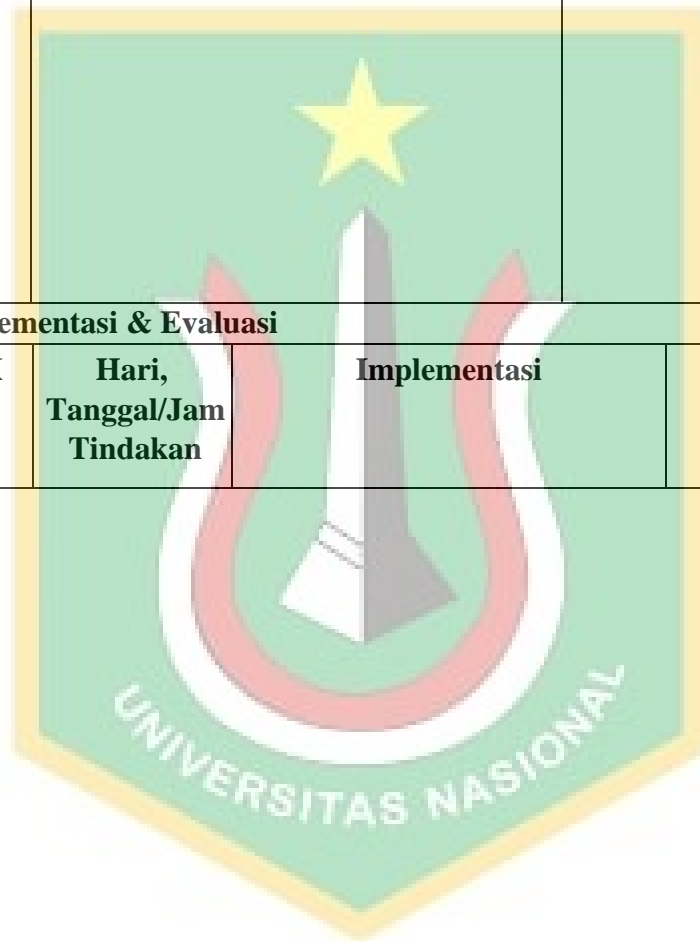 ementasi & Evaluasi
Hari,
Tanggal/Jam
Tindakan
Implementasi
UNIVERSITAS NASIONAL